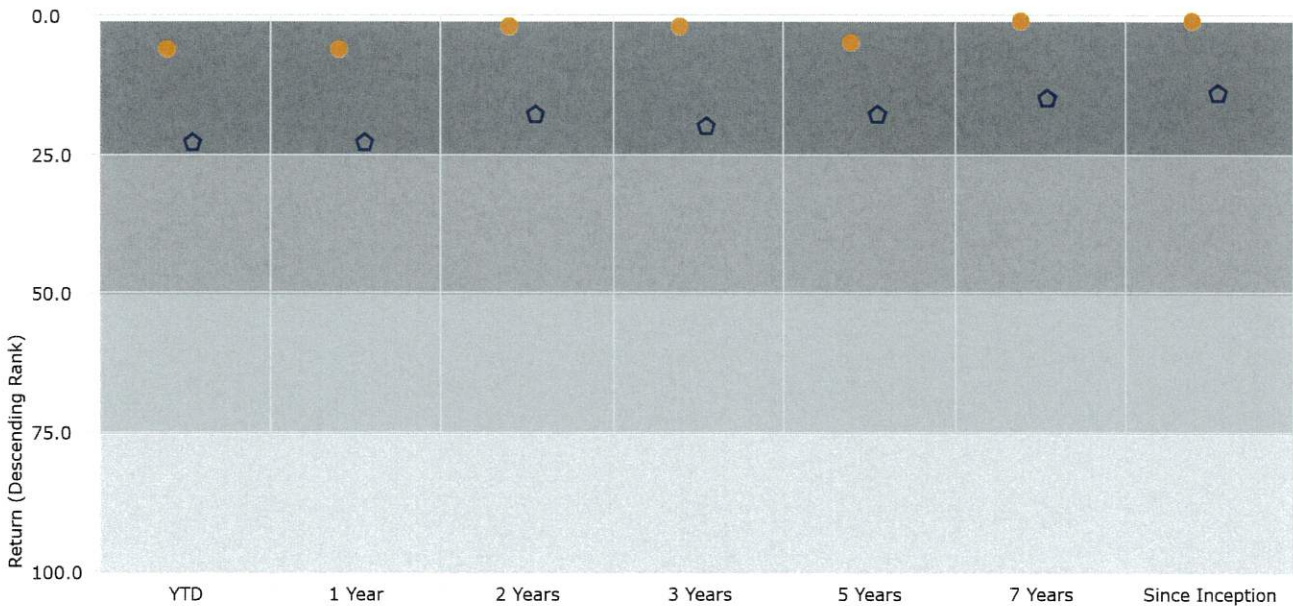 0.0
25.0
50.0
75.0
100.0
Return (Descending Rank)
YTD 1 Year 2 Years 3 Years 5 Years 7 Years Since Inception